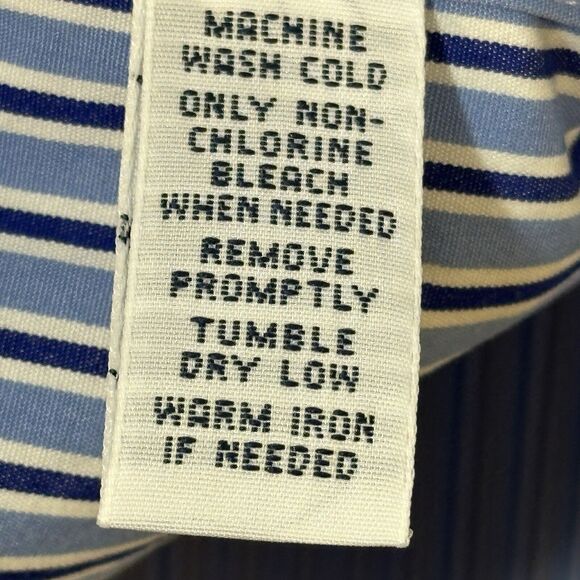 MACHINE
WASH COLD
ONLY NON-
CHLORINE
BLEACH
WHEN NEEDED
REMOVE
PROMPTLY
TUMBLE
DRY LOW
WARM IRON
IF NEEDED